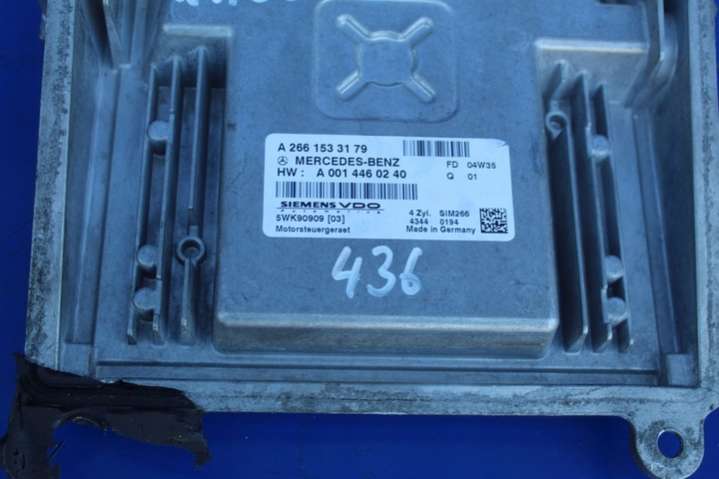 A 266 153 31 79
MERCEDES-BENZ
HW : A 001 446 02 40
FD 04W35
Q 01
SIEMENS VDO
Automotive
5WK90909 [03]
Motorsteuergeraet
4 Zyl. SIM266
4344 0194
Made in Germany
436